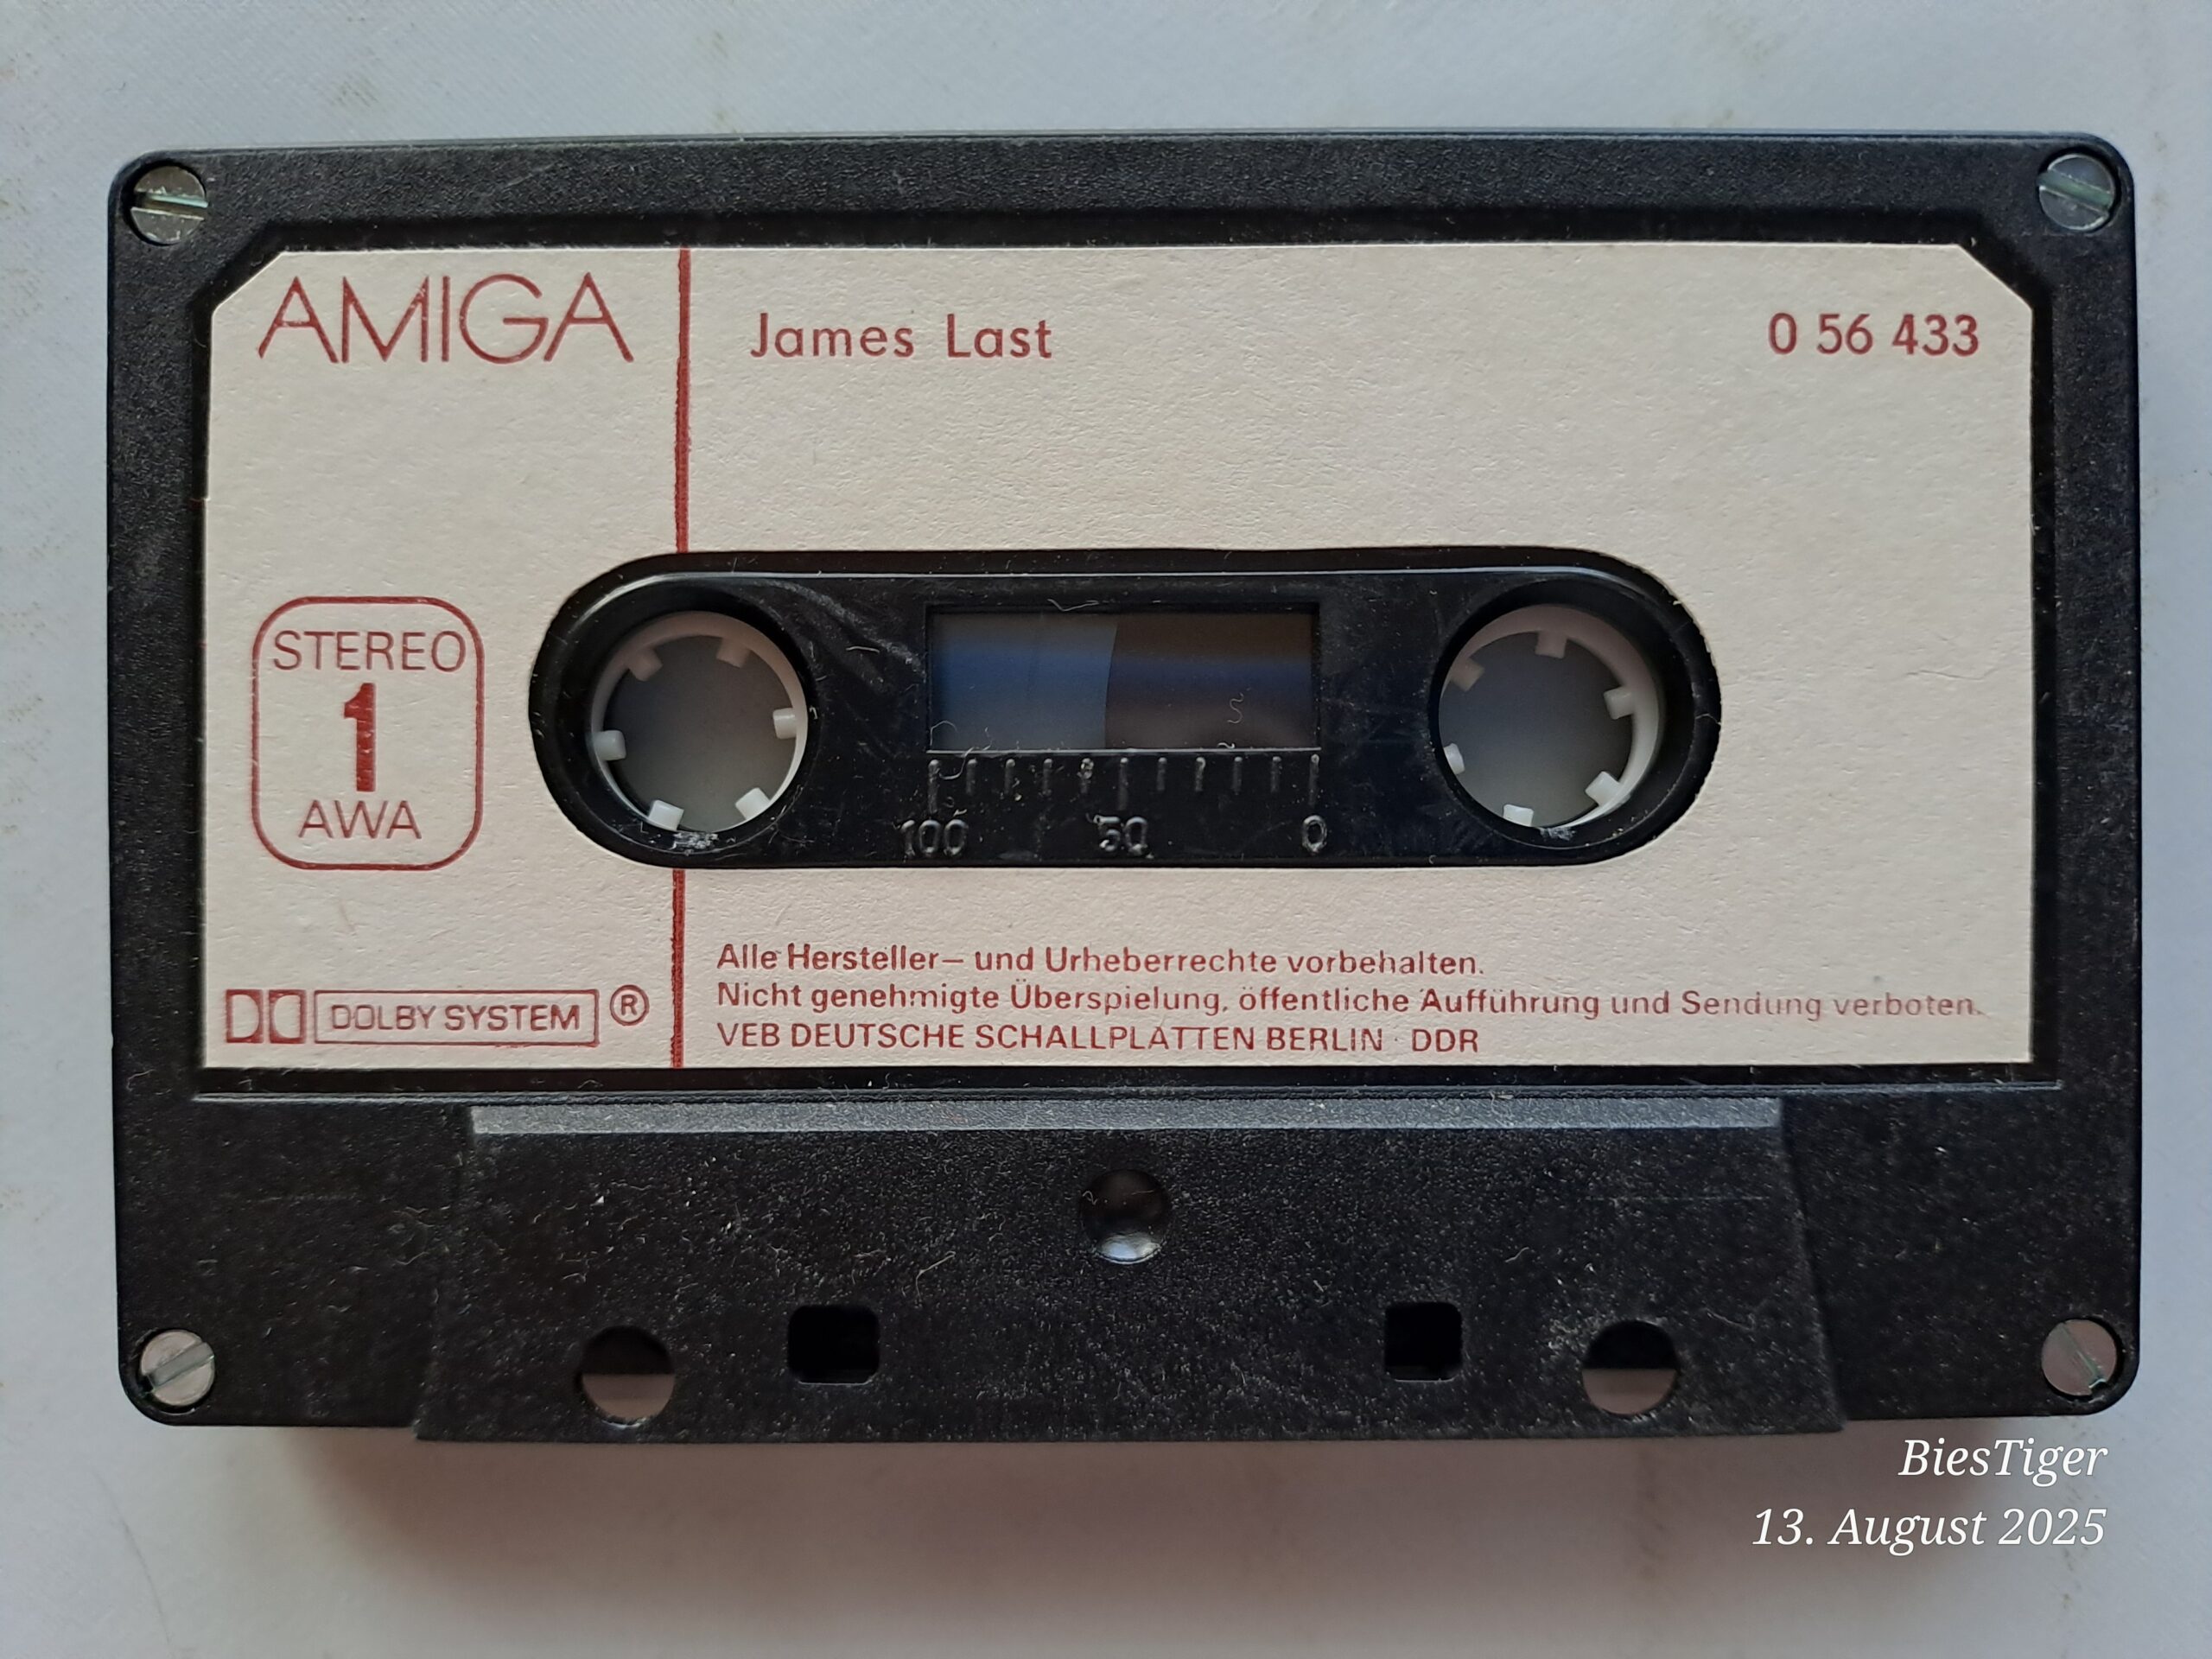 AMIGA
James Last
0 56 433
STEREO
1
AWA
100 50 0
Alle Hersteller— und Urheberrechte vorbehalten.
Nicht genehmigte Überspielung, öffentliche Aufführung und Sendung verboten.
VEB DEUTSCHE SCHALLPLATTEN BERLIN · DDR
DOLBY SYSTEM ®
BiesTiger
13. August 2025